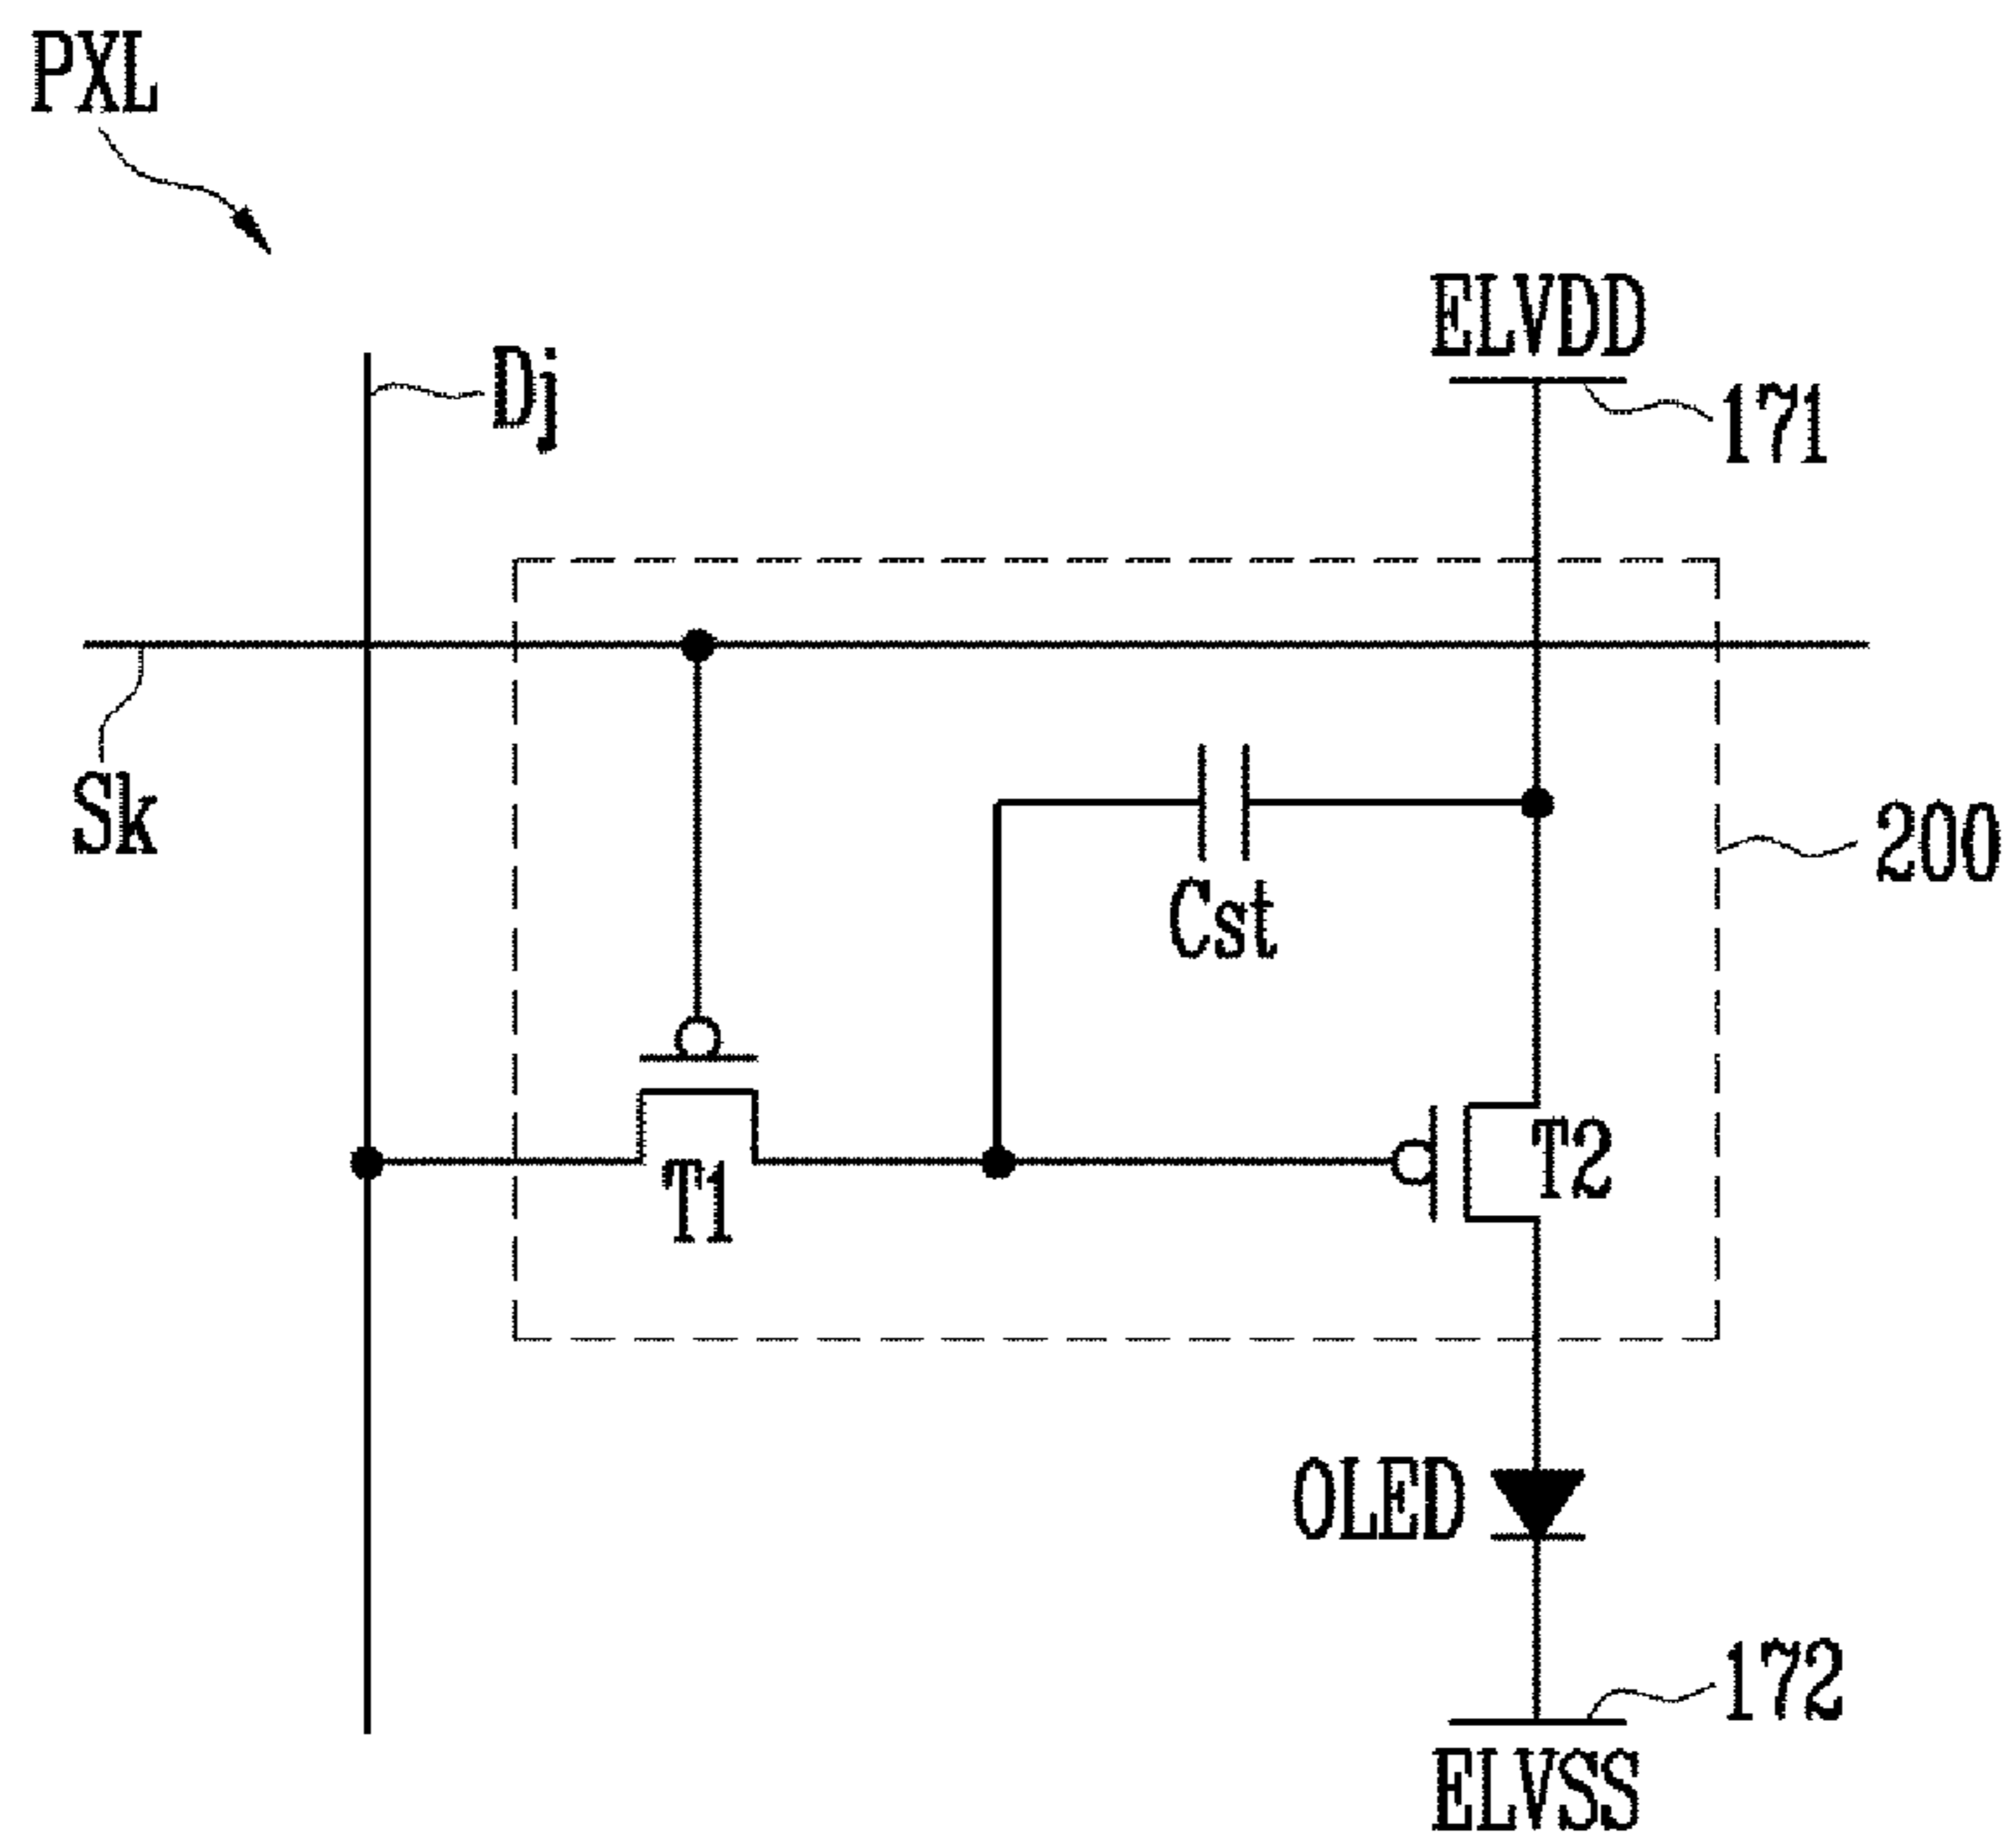 PXL
ELVDD
Dj
171
Sk
200
Cst
T1
T2
OLED
172
ELVSS